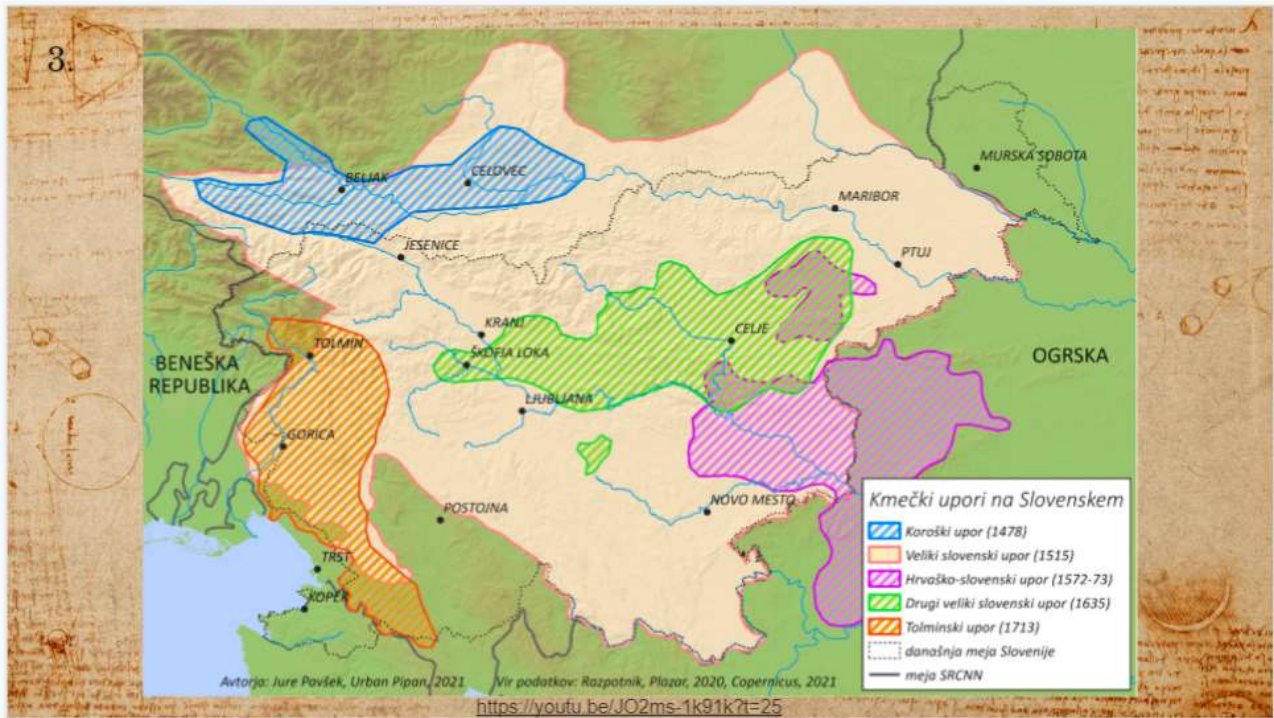 3.
BELJAK
CELOVEC
MURSKA SOBOTA
MARIBOR
JESENICE
PTUJ
KRANJ
CELJE
TOLMIN
ŠKOFJA LOKA
BENEŠKA
REPUBLIKA
OGRSKA
LJUBLJANA
GORICA
POSTOJNA
NOVO MESTO
TRST
KOPER
Kmečki upori na Slovenskem
Koroški upor (1478)
Veliki slovenski upor (1515)
Hrvaško-slovenski upor (1572-73)
Drugi veliki slovenski upor (1635)
Tolminski upor (1713)
današnja meja Slovenije
meja SRCNN
Avtorja: Jure Pavšek, Urban Pipan, 2021 Vir podatkov: Razpotnik, Plazar, 2020, Copernicus, 2021
https://youtu.be/JO2ms-1k91k?t=25